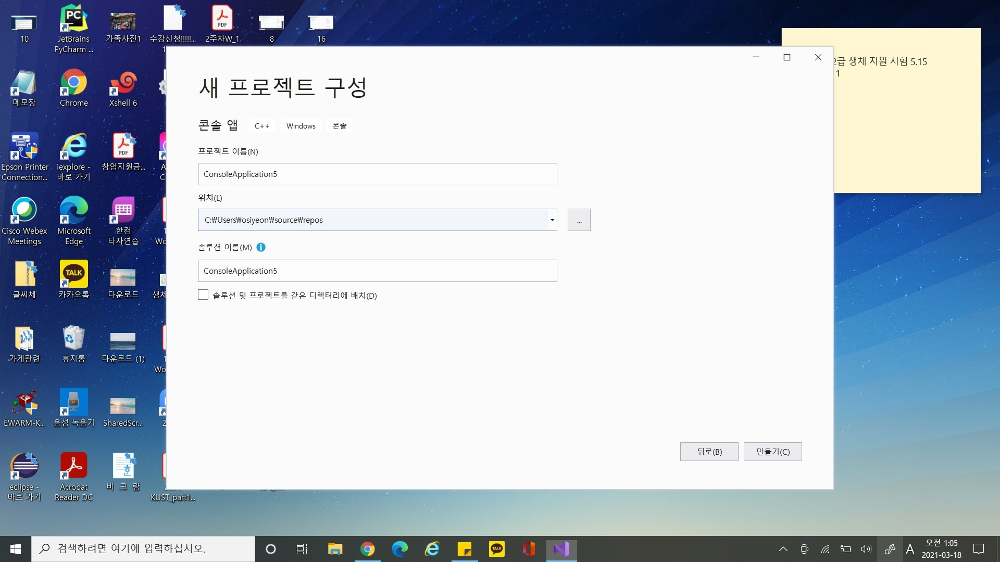 10
JetBrains
PyCharm ...
가족사진1
수강신청!!!!!...
2주차W_1
8
16
메모장
Chrome
Xshell 6
Epson Printer
Connection...
iexplore -
바로 가기
창업지원금...
Cisco Webex
Meetings
Microsoft
Edge
한컴
타자연습
글씨체
카카오톡
다운로드
가게관련
휴지통
다운로드 (1)
EWARM-K...
음성 녹음기
SharedScr...
eclipse -
바로 가기
Acrobat
Reader DC
비 크 람
KUST_part1...
새 프로젝트 구성
콘솔 앱 C++ Windows 콘솔
프로젝트 이름(N)
ConsoleApplication5
위치(L)
C:₩Users₩osiyeon₩source₩repos
...
솔루션 이름(M)
ConsoleApplication5
솔루션 및 프로젝트를 같은 디렉터리에 배치(D)
뒤로(B) 만들기(C)
2급 생체 지원 시험 5.15
1
검색하려면 여기에 입력하십시오.
TALK
A
오전 1:05
2021-03-18